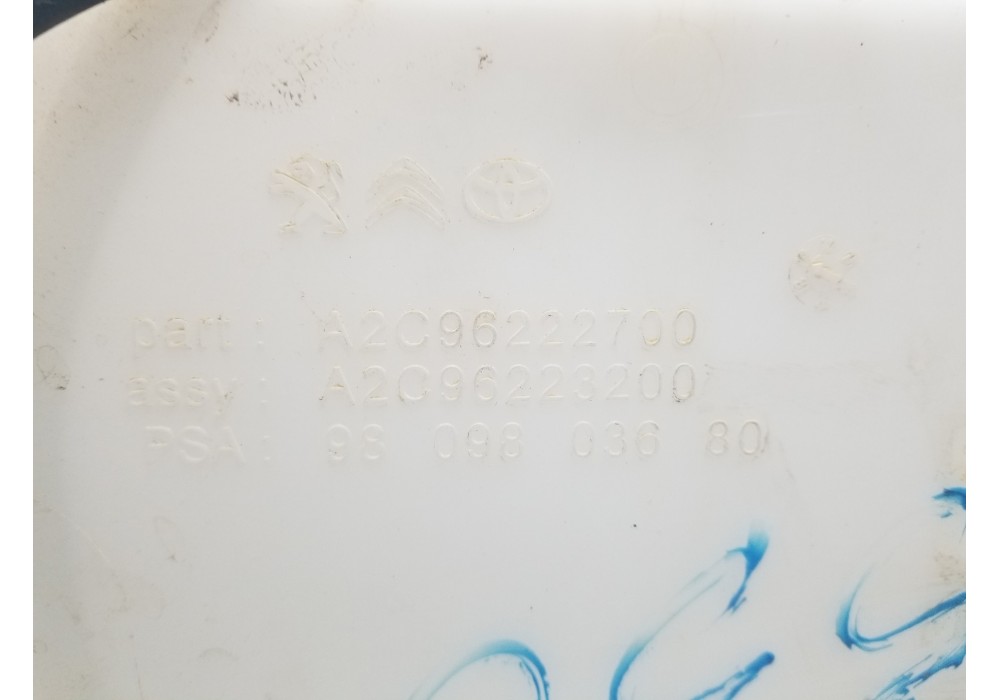 part : A2C96222700
assy : A2C96223200
PSA : 98 098 036 80